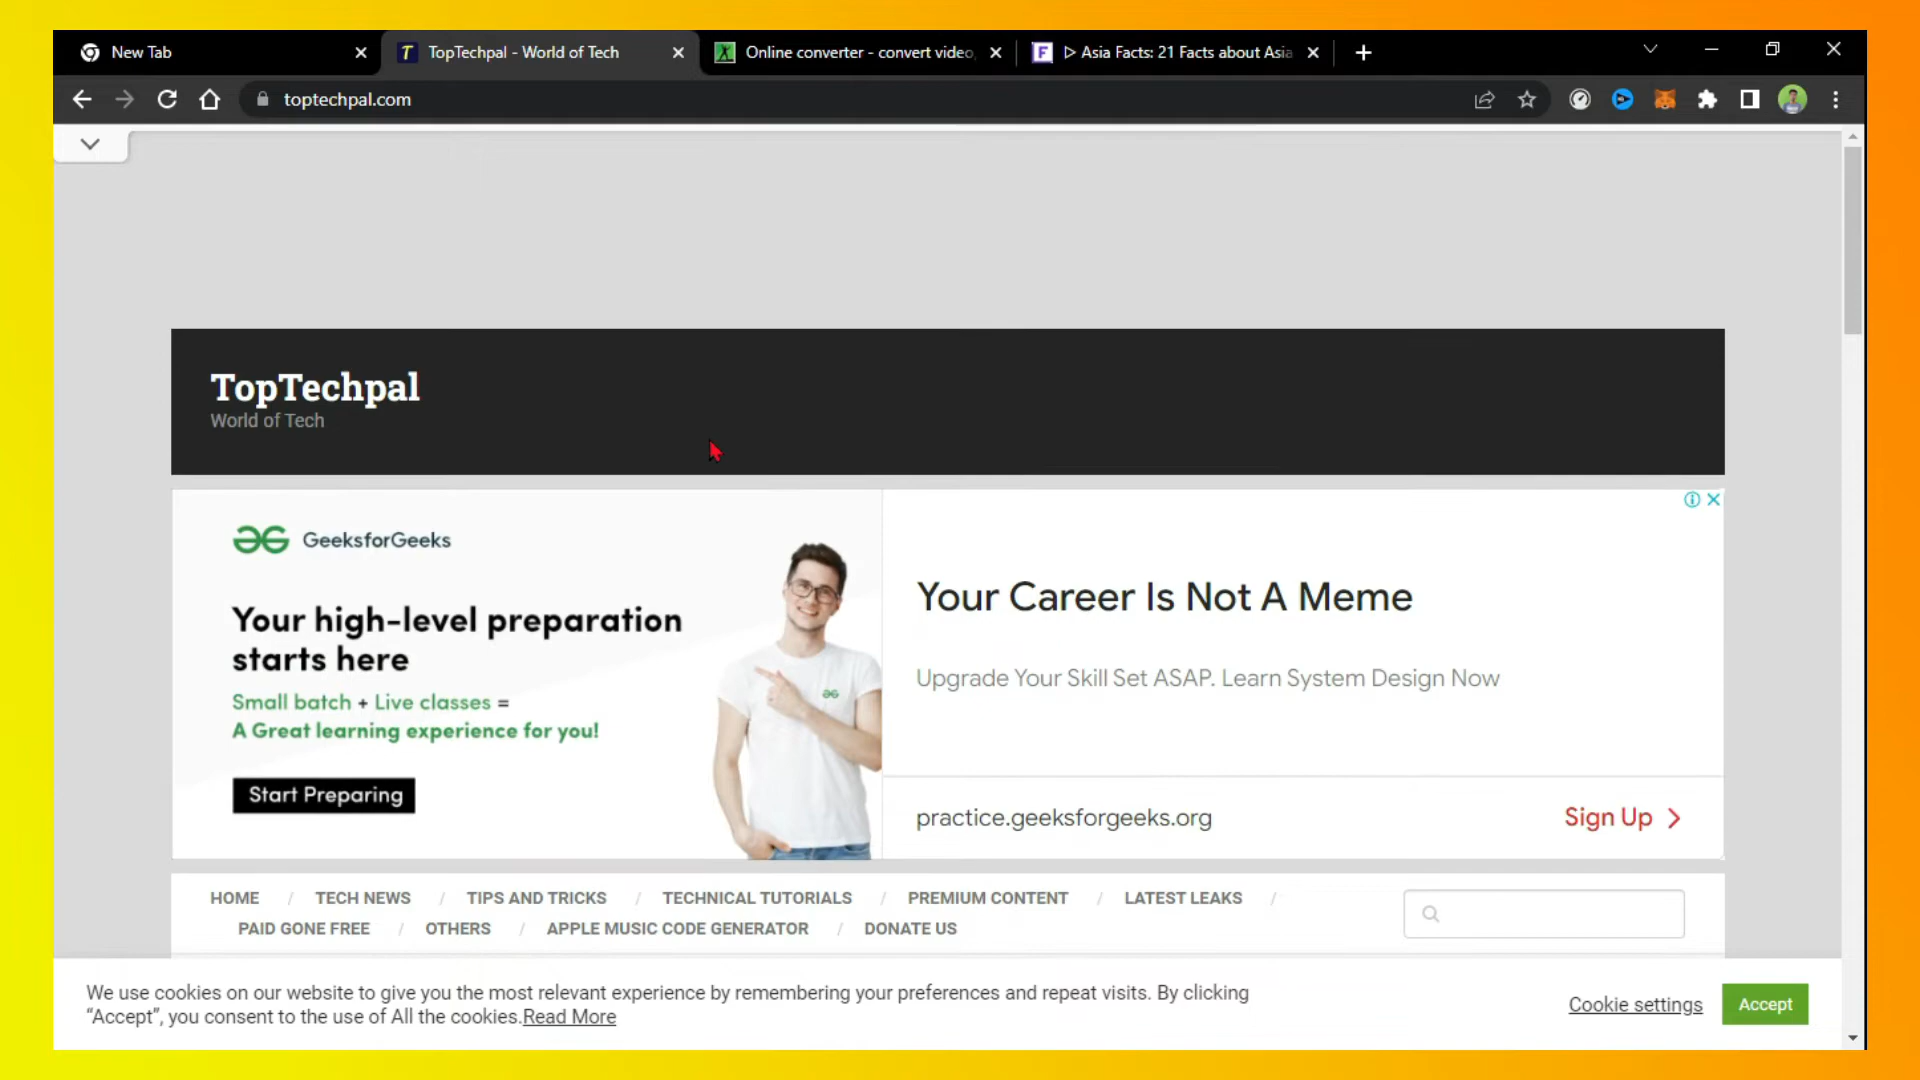 New Tab
TopTechpal - World of Tech
Online converter - convert video,
ᐅ Asia Facts: 21 Facts about Asia
toptechpal.com
TopTechpal
World of Tech
GeeksforGeeks
Your high-level preparation
starts here
Small batch + Live classes =
A Great learning experience for you!
Start Preparing
Your Career Is Not A Meme
Upgrade Your Skill Set ASAP. Learn System Design Now
practice.geeksforgeeks.org
Sign Up
HOME / TECH NEWS / TIPS AND TRICKS / TECHNICAL TUTORIALS / PREMIUM CONTENT / LATEST LEAKS /
PAID GONE FREE / OTHERS / APPLE MUSIC CODE GENERATOR / DONATE US
We use cookies on our website to give you the most relevant experience by remembering your preferences and repeat visits. By clicking
“Accept”, you consent to the use of All the cookies.Read More
Cookie settings
Accept